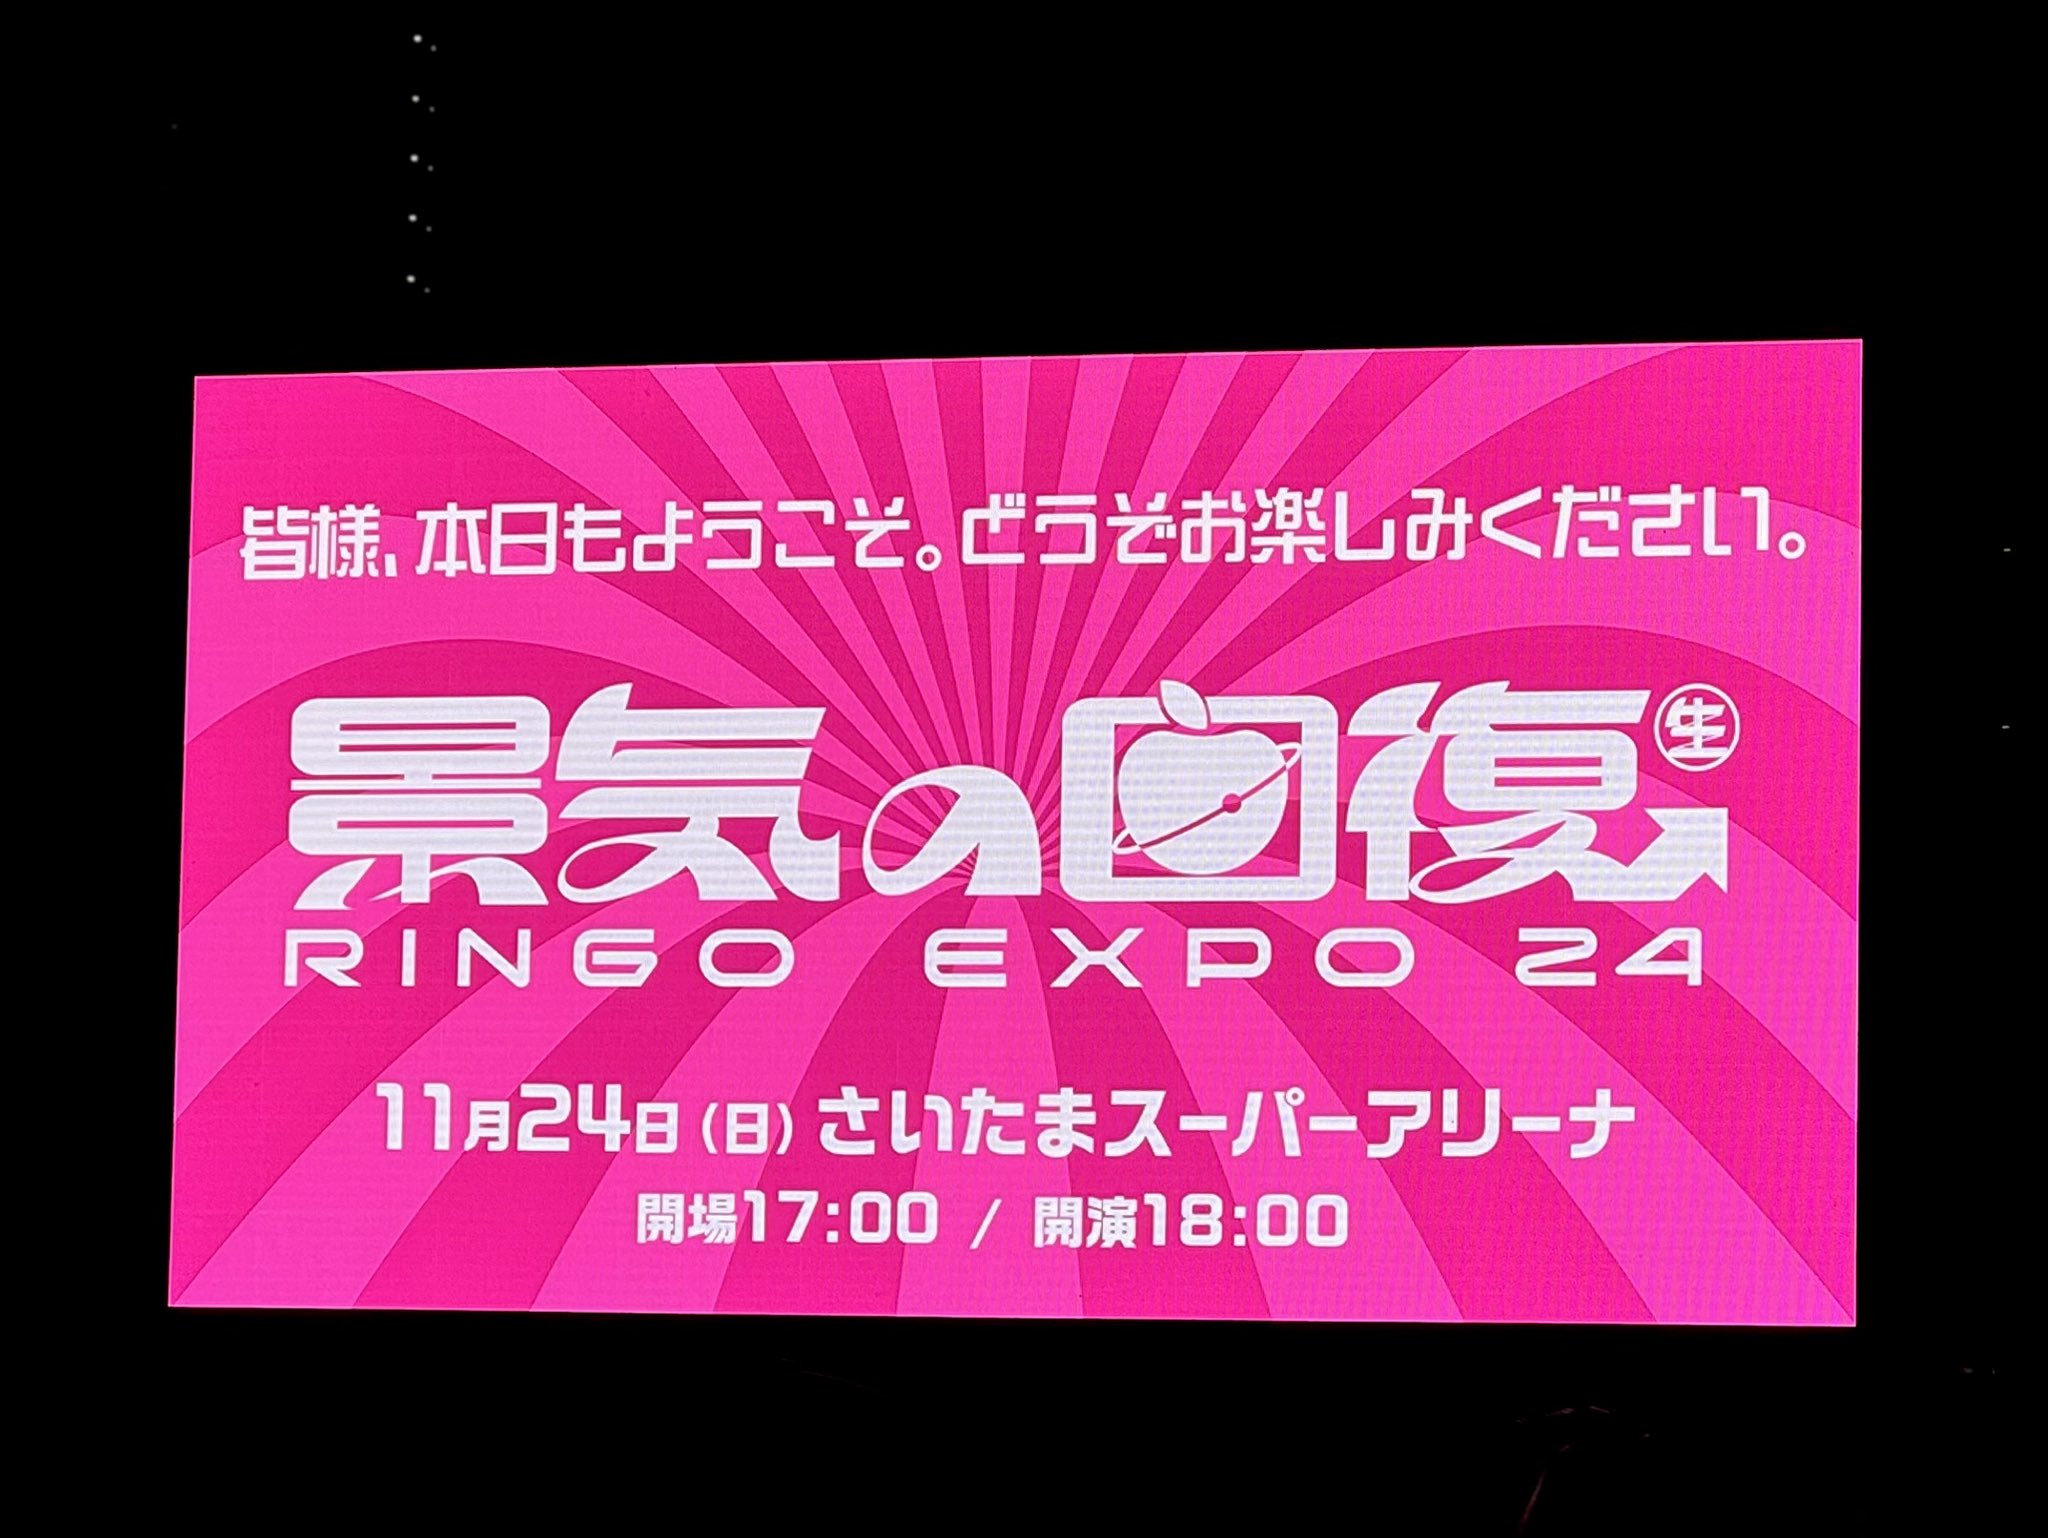 皆様、本日もようこそ。どうぞお楽しみください。
景気の回復 生
RINGO EXPO 24
11月24日(日)さいたまスーパーアリーナ
開場17:00 / 開演18:00